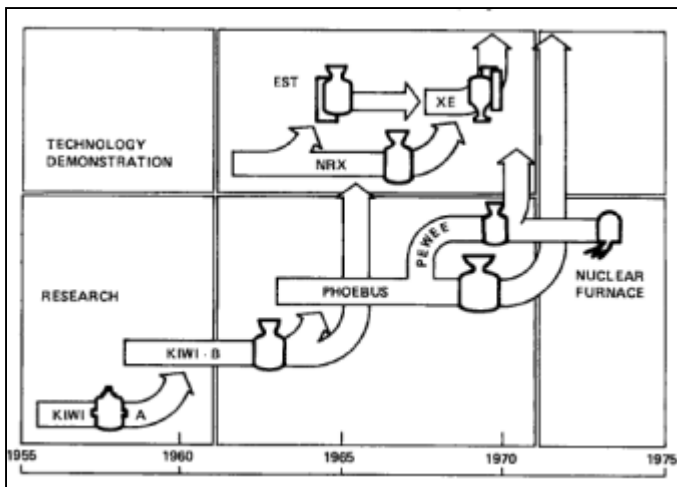 EST
XE
TECHNOLOGY
DEMONSTRATION
NRX
PEWEE
RESEARCH
PHOEBUS
NUCLEAR
FURNACE
KIWI - B
KIWI A
1955 1960 1965 1970 1975